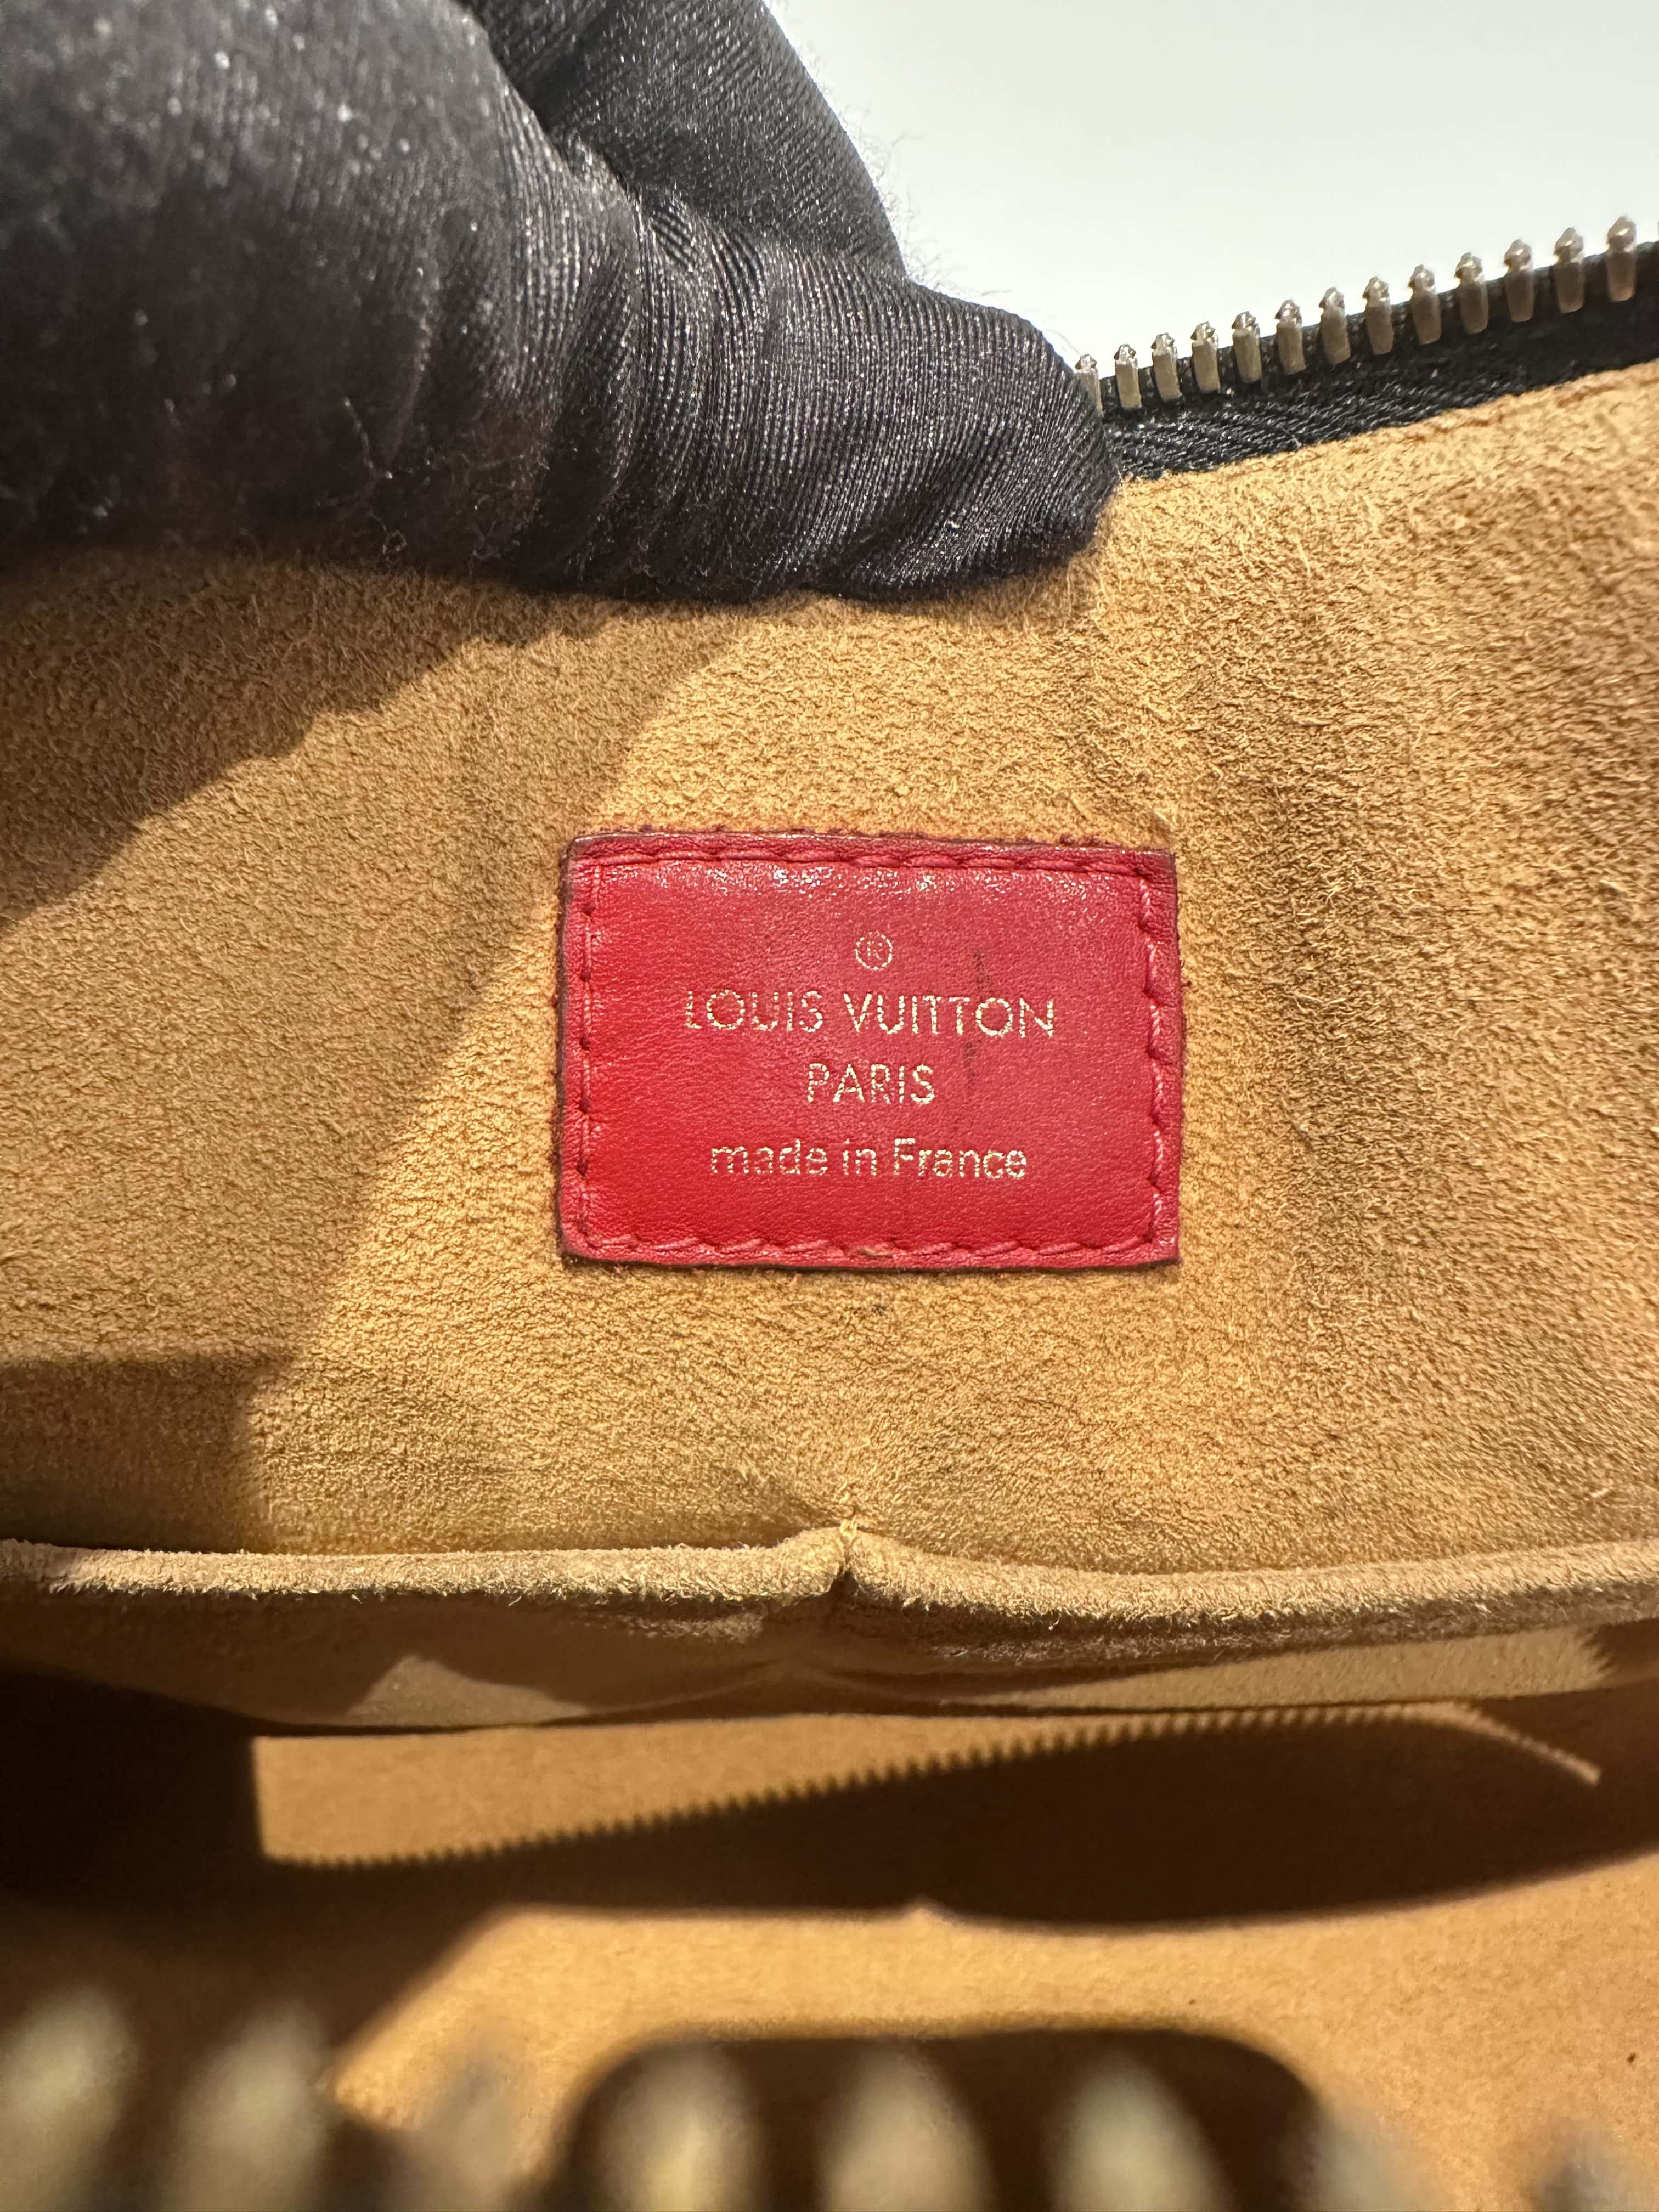 ®
LOUIS VUITTON
PARIS
made in France